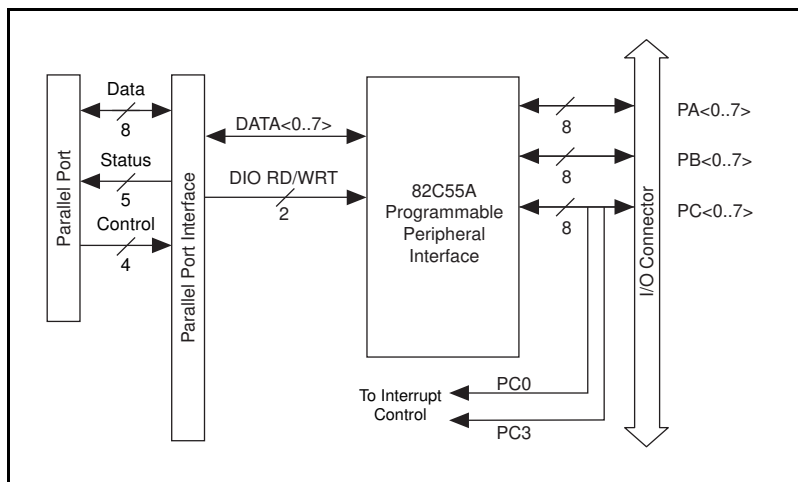 Parallel Port
Data
8
Status
5
Control
4
Parallel Port Interface
DATA<0..7>
DIO RD/WRT
2
82C55A
Programmable
Peripheral
Interface
8
8
8
I/O Connector
PA<0..7>
PB<0..7>
PC<0..7>
To Interrupt
Control
PC0
PC3